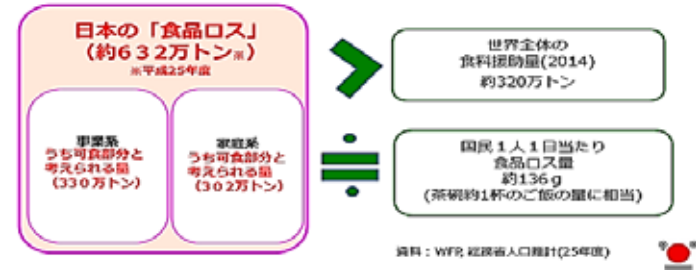 日本の「食品ロス」
(約632万トン※)
※平成25年度
事業系
うち可食部分と
考えられる量
(330万トン)
家庭系
うち可食部分と
考えられる量
(302万トン)
世界全体の
食料援助量(2014)
約320万トン
国民1人1日当たり
食品ロス量
約136g
(茶碗約1杯のご飯の量に相当)
資料:WFP, 総務省人口推計(25年度)